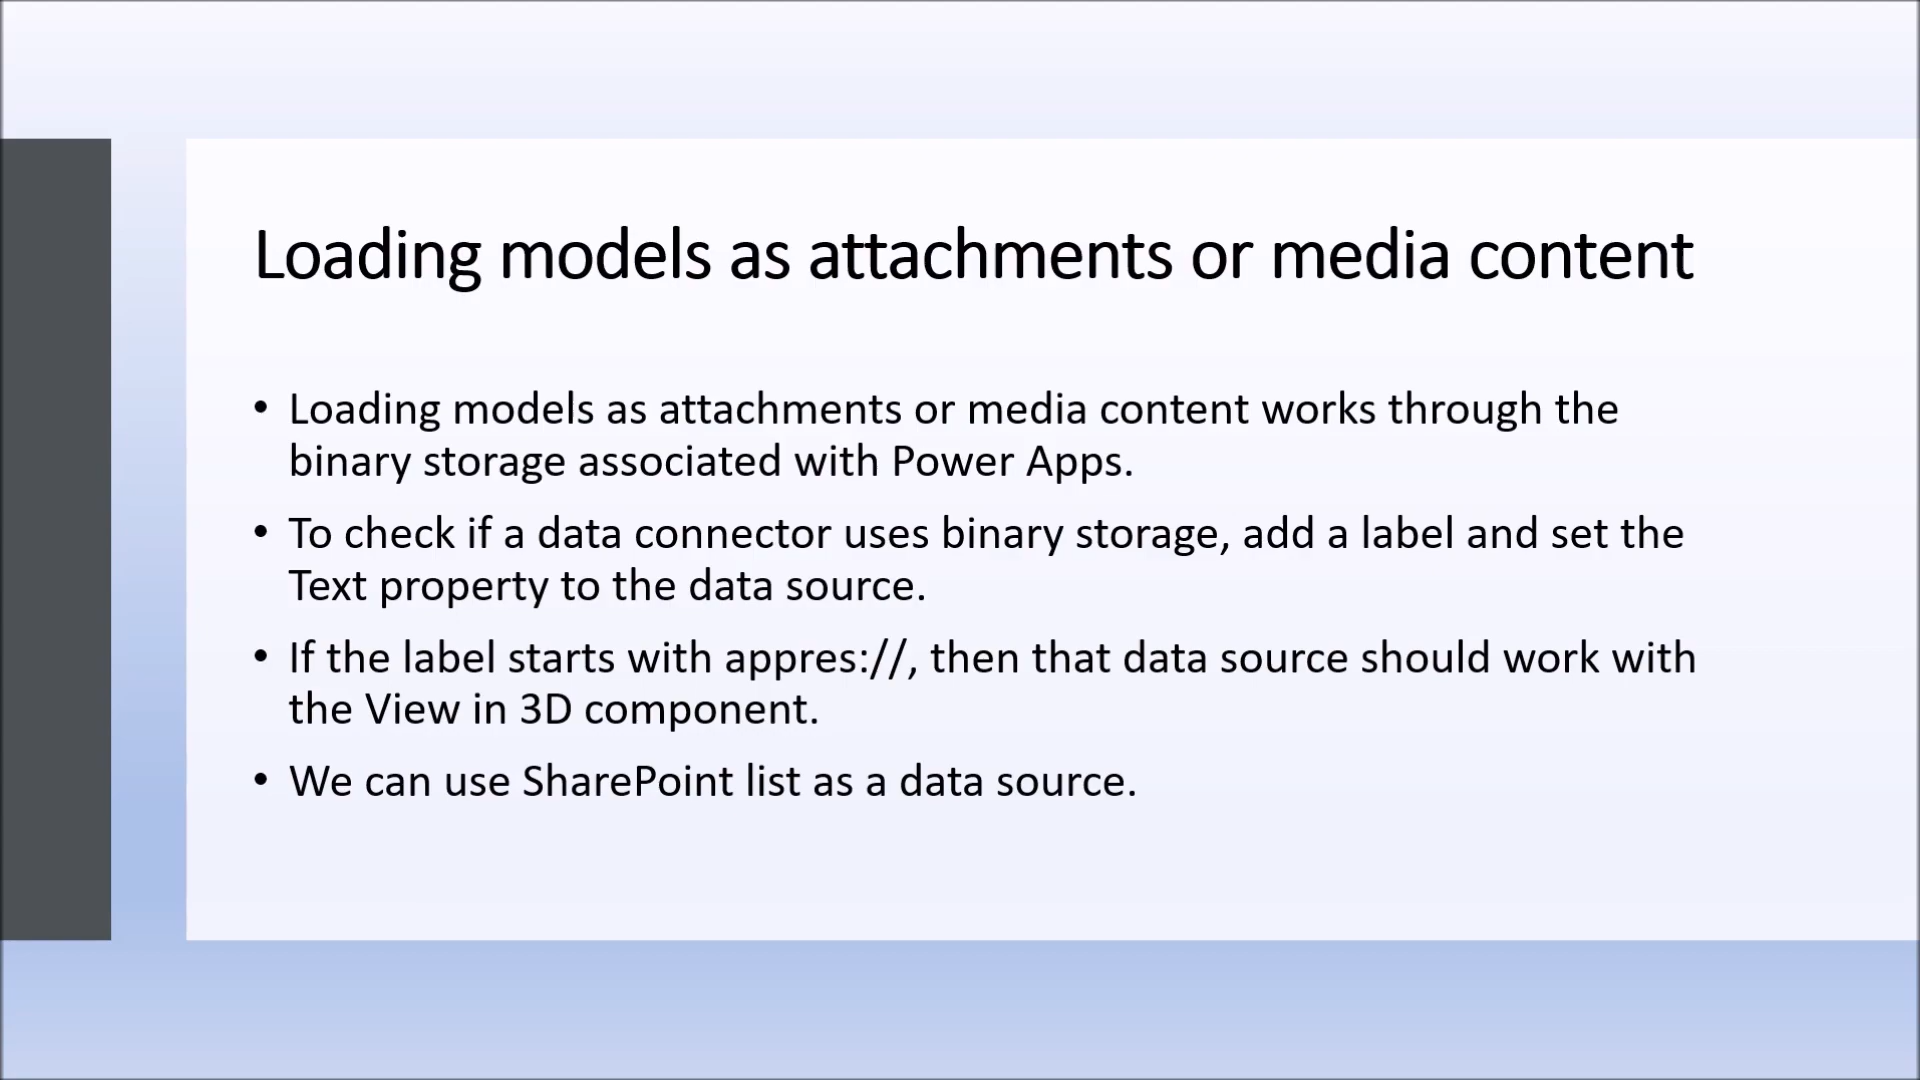 Loading models as attachments or media content
• Loading models as attachments or media content works through the
binary storage associated with Power Apps.
• To check if a data connector uses binary storage, add a label and set the
Text property to the data source.
• If the label starts with appres://, then that data source should work with
the View in 3D component.
• We can use SharePoint list as a data source.